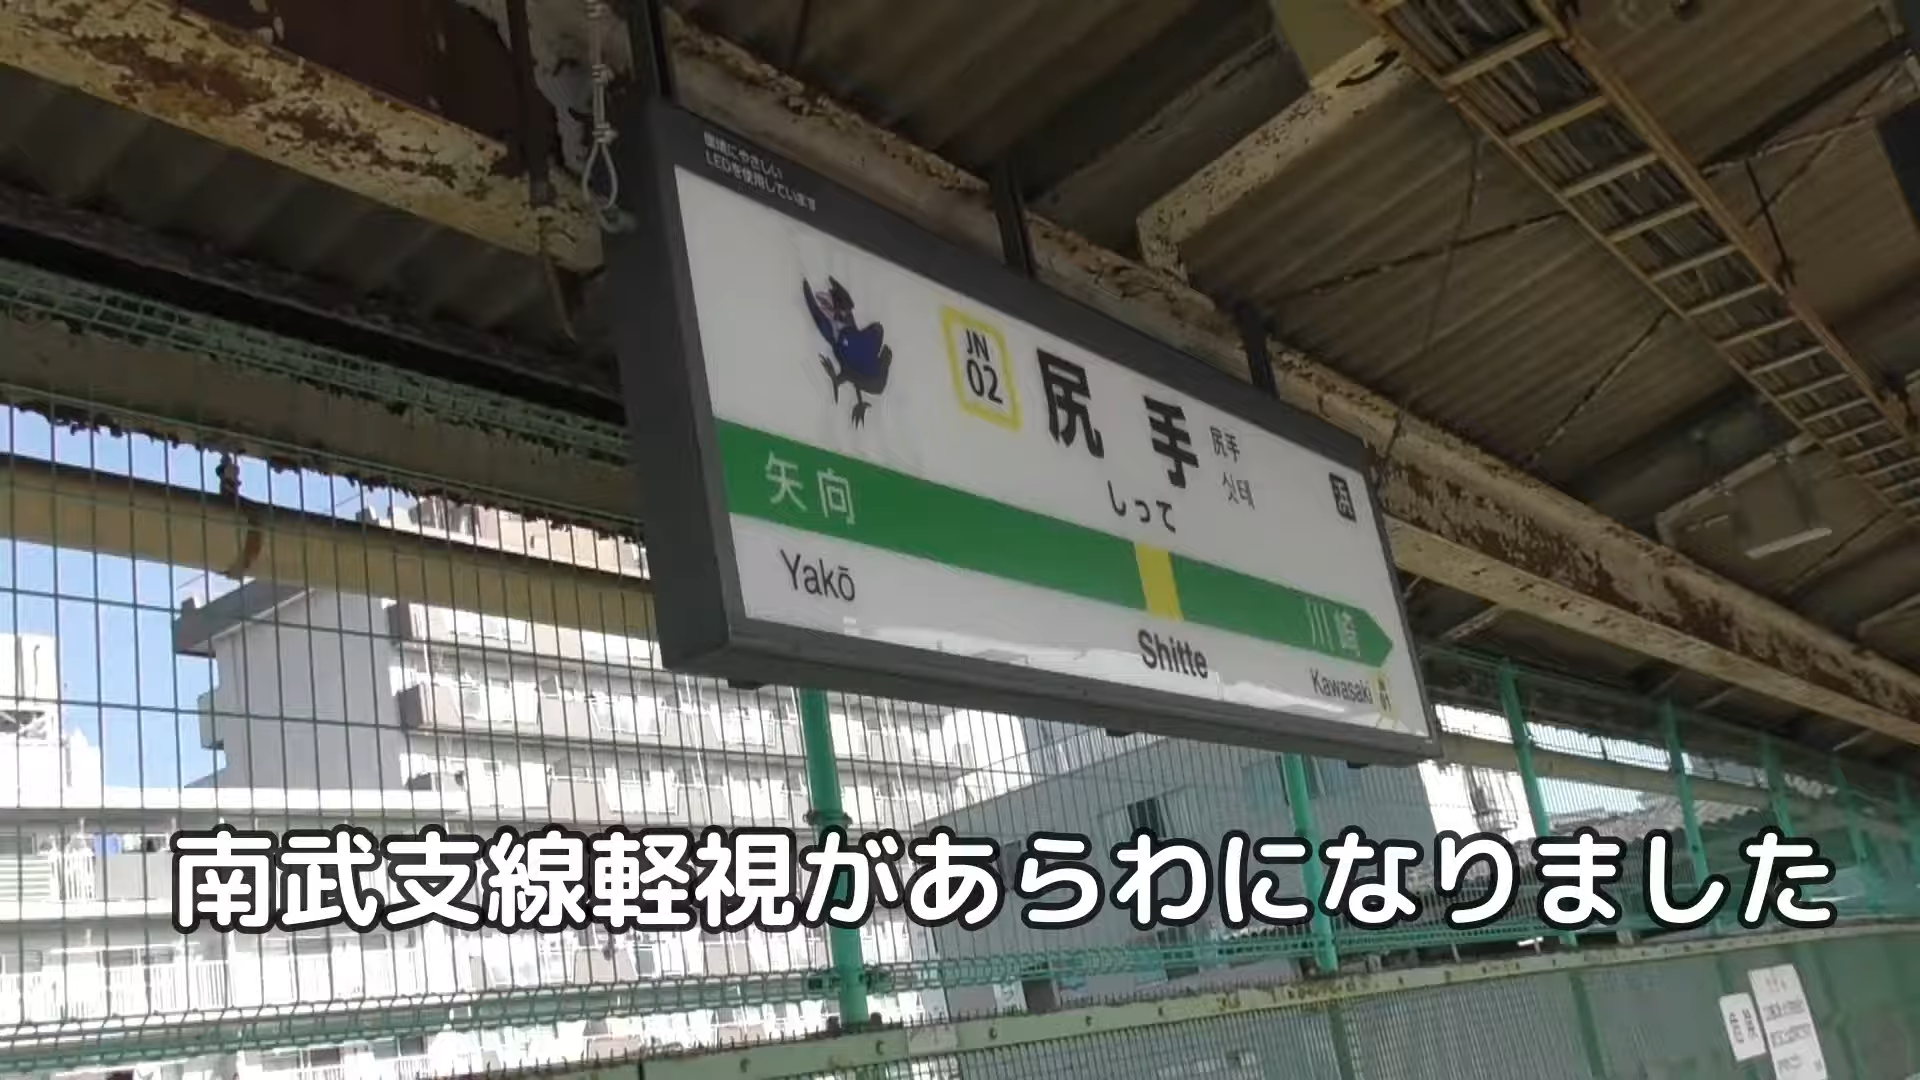 環境にやさしい
LEDを使用しています
JN
02
尻手
尻手
싯테
しって
浜
矢向
川崎
Yakō
Shitte
Kawasaki
南武支線軽視があらわになりました